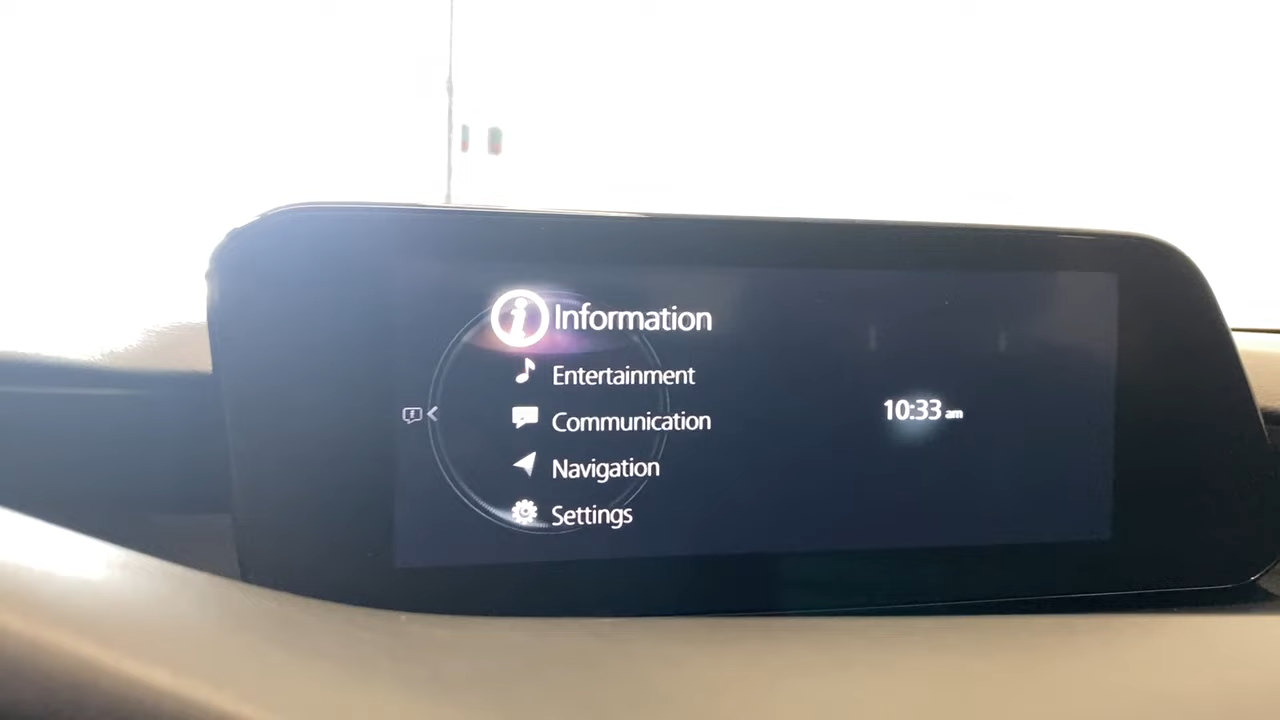 Information
Entertainment
Communication
Navigation
Settings
10:33 am